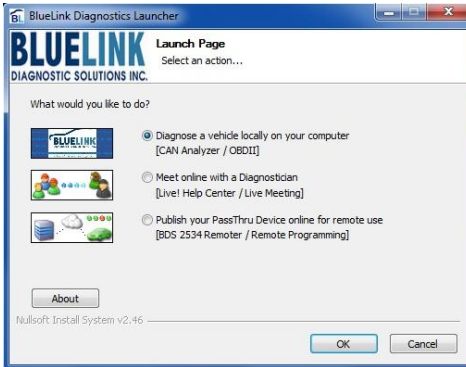 BlueLink Diagnostics Launcher
BLUELINK
DIAGNOSTIC SOLUTIONS INC.
Launch Page
Select an action...
What would you like to do?
BLUELINK
Diagnose a vehicle locally on your computer
[CAN Analyzer / OBDII]
Meet online with a Diagnostician
[Live! Help Center / Live Meeting]
Publish your PassThru Device online for remote use
[BDS 2534 Remoter / Remote Programming]
About
Nullsoft Install System v2.46
OK
Cancel